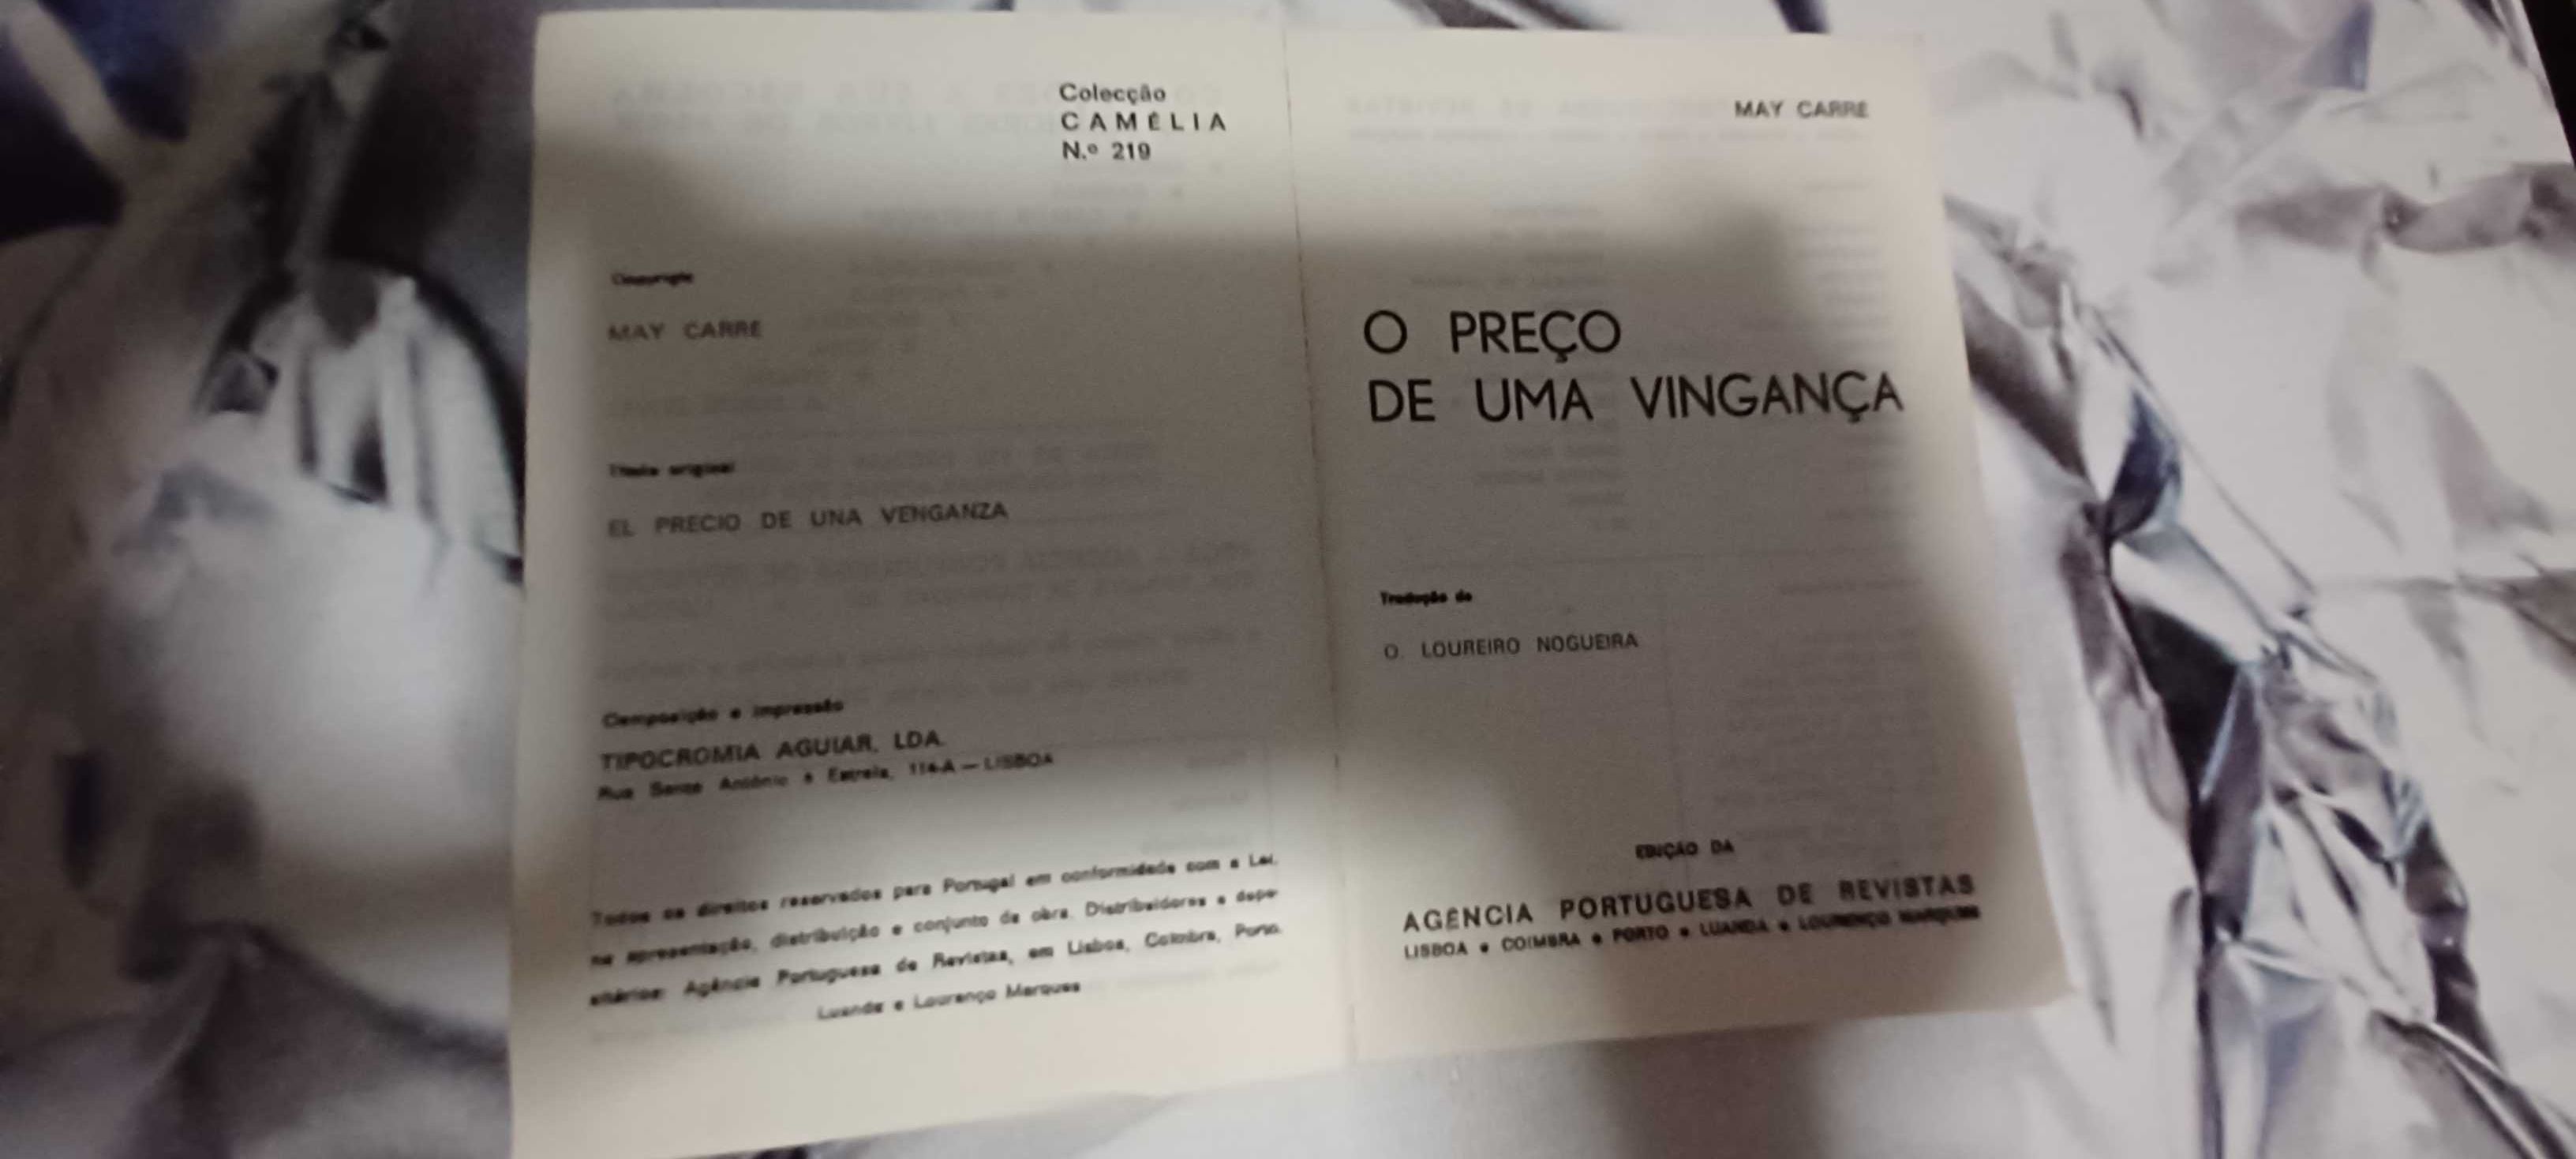 Colecção
CAMÉLIA
N.º 219
Copyright
MAY CARRE
Título original
EL PRECIO DE UNA VENGANZA
Composição e impressão
TIPOCROMIA AGUIAR, LDA.
Rua Santo António à Estrela, 114-A — LISBOA
Todos os direitos reservados para Portugal em conformidade com a Lei,
na apresentação, distribuição e conjunto da obra. Distribuidores e depo-
sitários: Agência Portuguesa de Revistas, em Lisboa, Coimbra, Porto,
Luanda e Lourenço Marques
MAY CARRE
O PREÇO
DE UMA VINGANÇA
Tradução de
O. LOUREIRO NOGUEIRA
EDIÇÃO DA
AGÊNCIA PORTUGUESA DE REVISTAS
LISBOA • COIMBRA • PORTO • LUANDA • LOURENÇO MARQUES